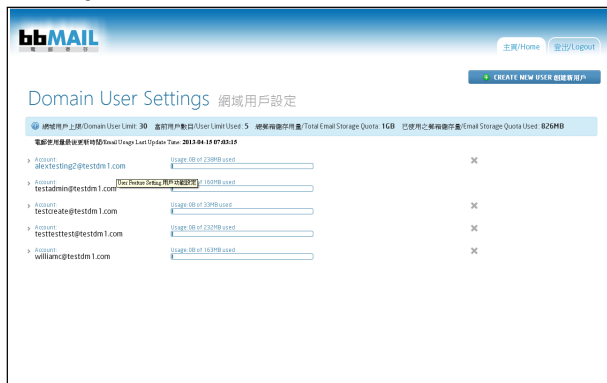 bbMAIL
電 郵 寄 存
主頁/Home 登出/Logout
CREATE NEW USER 創建新用戶
Domain User Settings 網域用戶設定
網域用戶上限/Domain User Limit: 30 當前用戶數目/User Limit Used: 5 總郵箱儲存用量/Total Email Storage Quota: 1GB 已使用之郵箱儲存量/Email Storage Quota Used: 826MB
電郵使用量最後更新時間/Email Usage Last Update Time: 2013-04-15 07:03:15
Account: Usage: 0B of 238MB used
alextesting2@testdm1.com
Account: 160MB used
testadmin@testdm1.com
User Feature Setting 用戶功能設定
Account: Usage: 0B of 33MB used
testcreate@testdm1.com
Account: Usage: 0B of 232MB used
testtesttest@testdm1.com
Account: Usage: 0B of 163MB used
williamc@testdm1.com